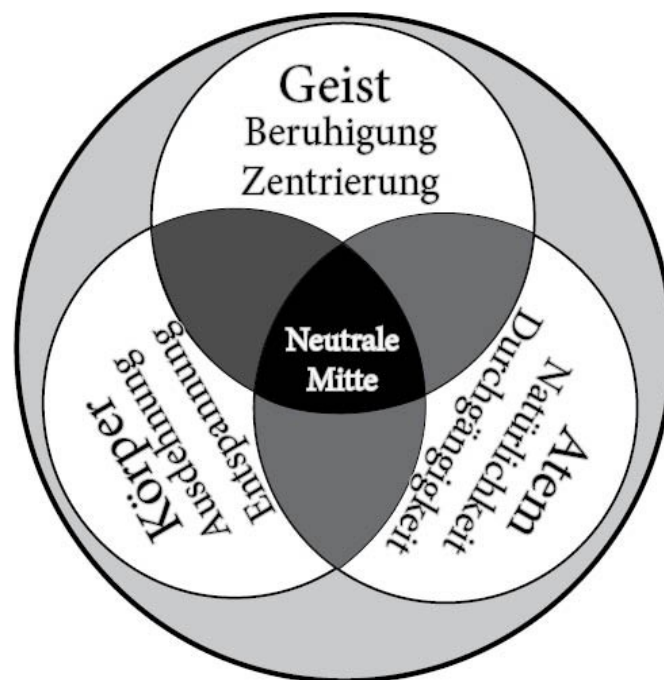 Geist
Beruhigung
Zentrierung
Neutrale
Mitte
Körper
Ausdehnung
Entspannung
Atem
Natürlichkeit
Durchgängigkeit